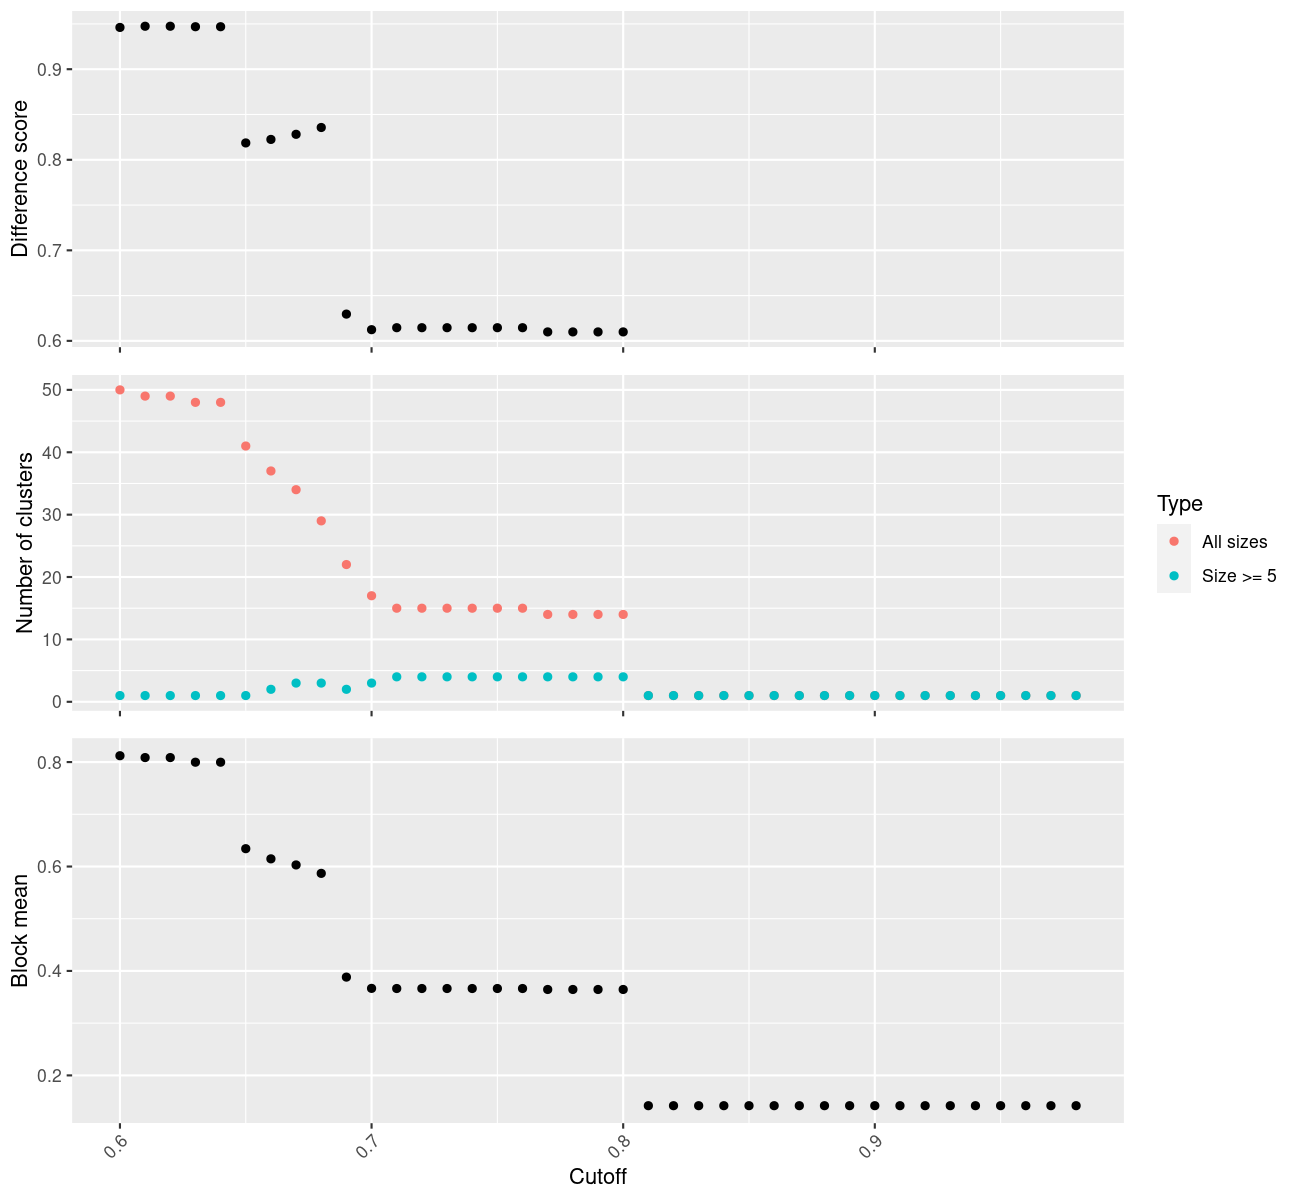 Difference score
0.9
0.8
0.7
0.6
Number of clusters
50
40
30
20
10
0
Type
All sizes
Size >= 5
Block mean
0.8
0.6
0.4
0.2
0.6
0.7
0.8
0.9
Cutoff